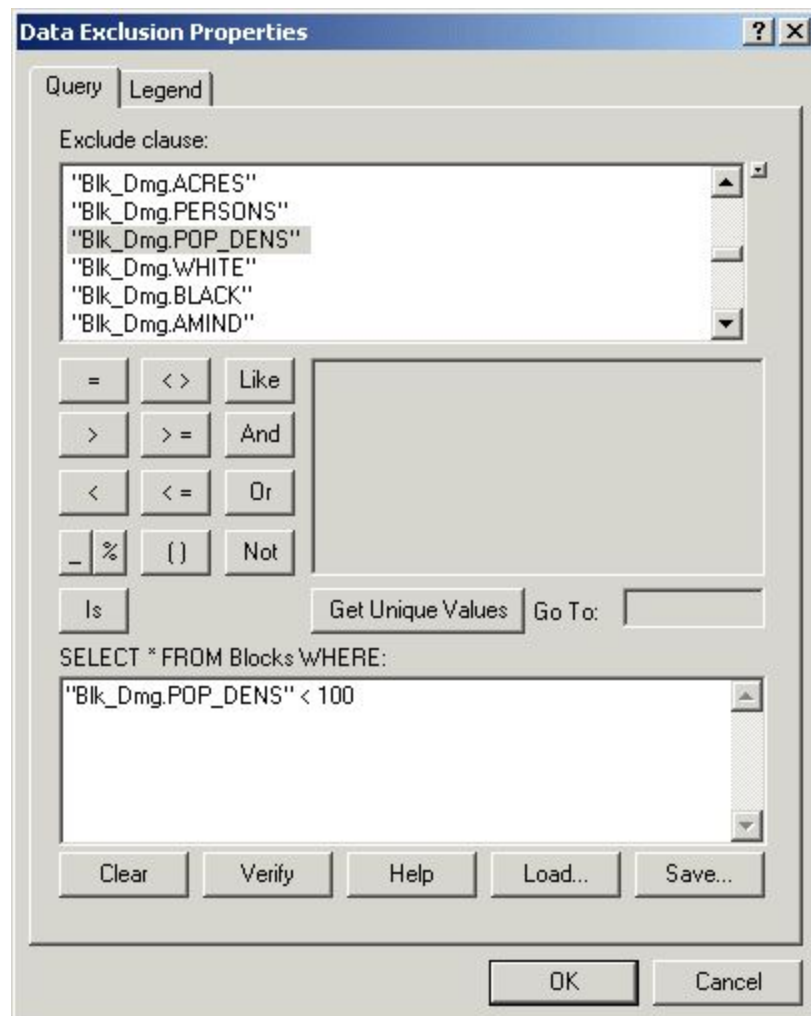 Data Exclusion Properties ? X
Query Legend
Exclude clause:
"Blk_Dmg.ACRES"
"Blk_Dmg.PERSONS"
"Blk_Dmg.POP_DENS"
"Blk_Dmg.WHITE"
"Blk_Dmg.BLACK"
"Blk_Dmg.AMIND"
= < > Like
> > = And
< < = Or
_ % ( ) Not
Is Get Unique Values Go To:
SELECT * FROM Blocks WHERE:
"Blk_Dmg.POP_DENS" < 100
Clear Verify Help Load... Save...
OK Cancel